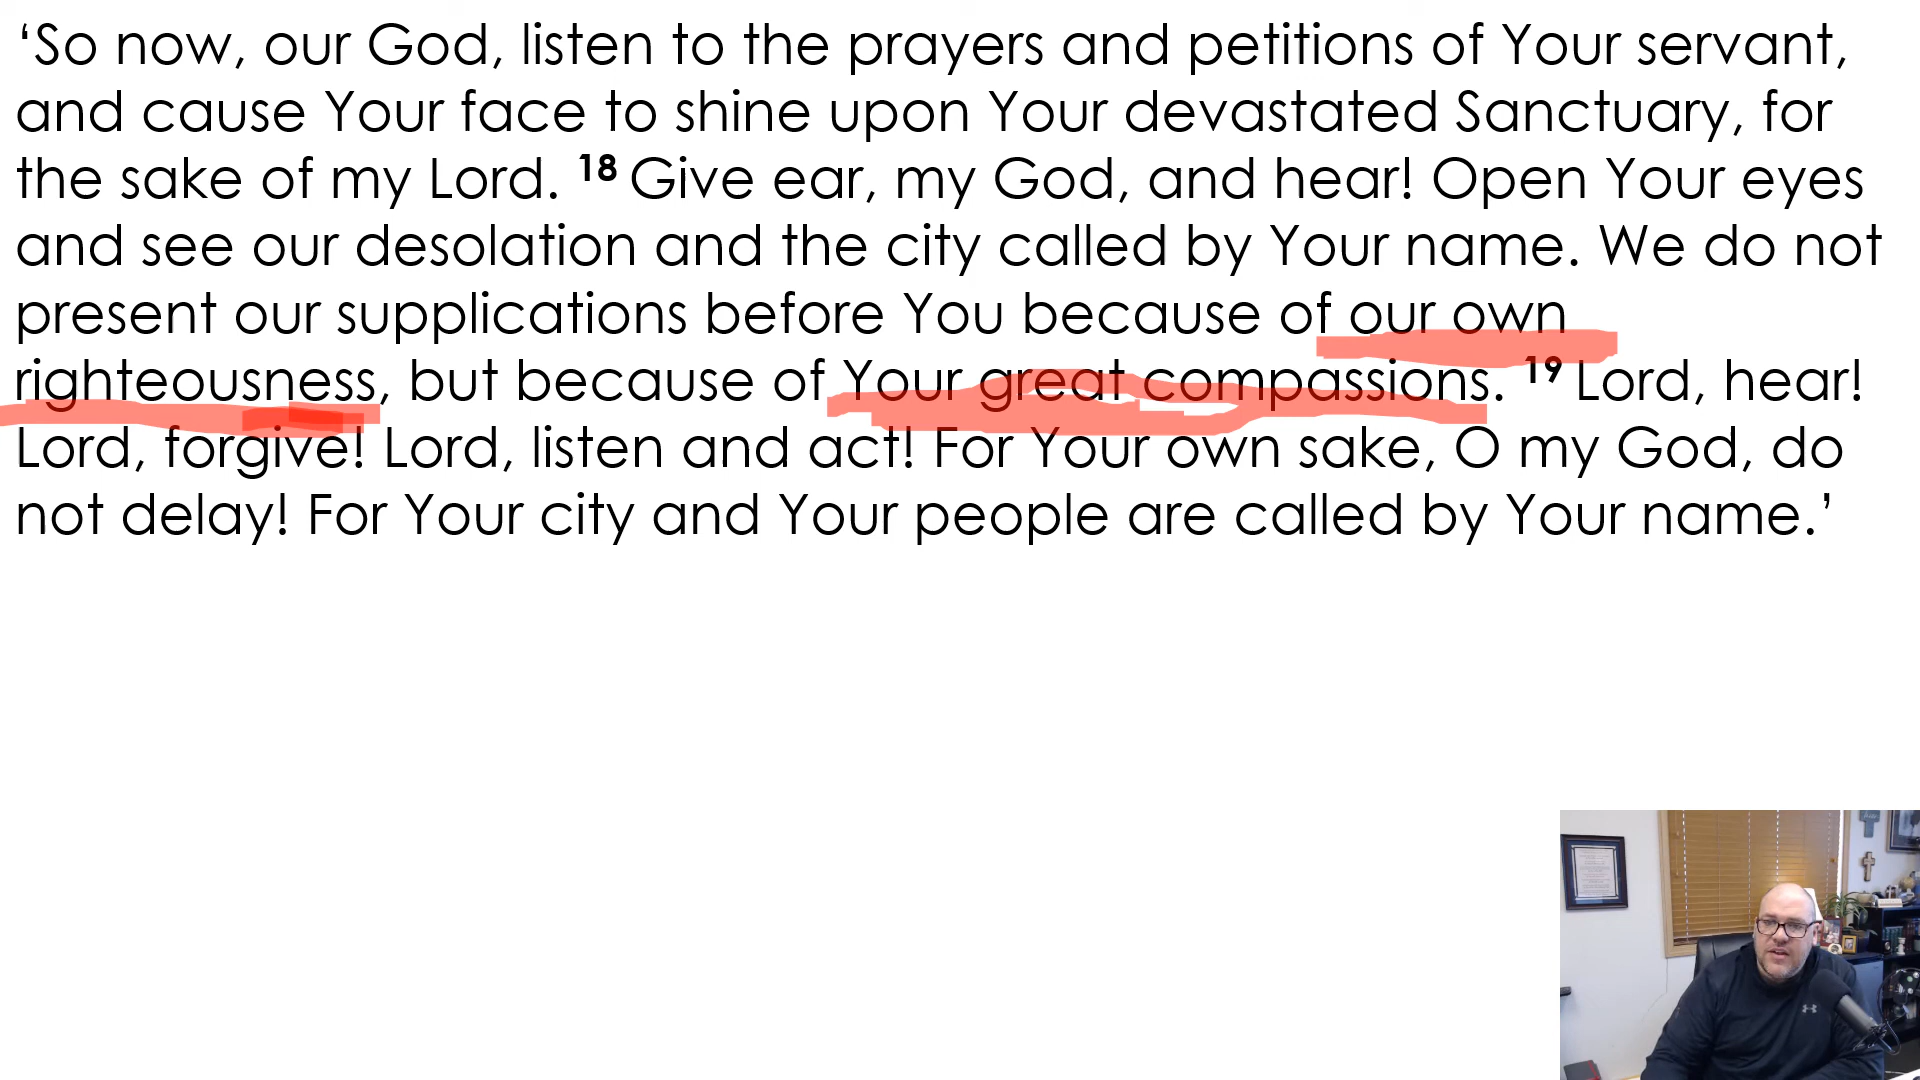 ‘So now, our God, listen to the prayers and petitions of Your servant,
and cause Your face to shine upon Your devastated Sanctuary, for
the sake of my Lord. 18 Give ear, my God, and hear! Open Your eyes
and see our desolation and the city called by Your name. We do not
present our supplications before You because of our own
righteousness, but because of Your great compassions. 19 Lord, hear!
Lord, forgive! Lord, listen and act! For Your own sake, O my God, do
not delay! For Your city and Your people are called by Your name.’